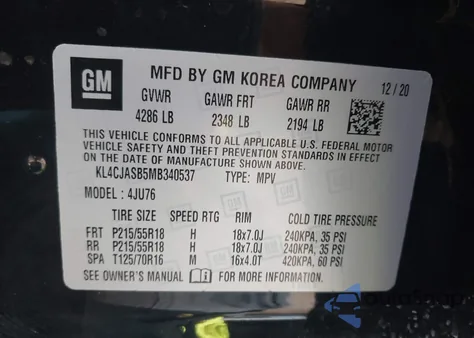 GM MFD BY GM KOREA COMPANY 12/20
GVWR GAWR FRT GAWR RR
4286 LB 2348 LB 2194 LB
THIS VEHICLE CONFORMS TO ALL APPLICABLE U.S. FEDERAL MOTOR
VEHICLE SAFETY AND THEFT PREVENTION STANDARDS IN EFFECT
ON THE DATE OF MANUFACTURE SHOWN ABOVE.
KL4CJASB5MB340537 TYPE: MPV
MODEL : 4JU76
TIRE SIZE SPEED RTG RIM COLD TIRE PRESSURE
FRT P215/55R18 H 18x7.0J 240KPA, 35 PSI
RR P215/55R18 H 18x7.0J 240KPA, 35 PSI
SPA T125/70R16 M 16x4.0T 420KPA, 60 PSI
SEE OWNER'S MANUAL FOR MORE INFORMATION.